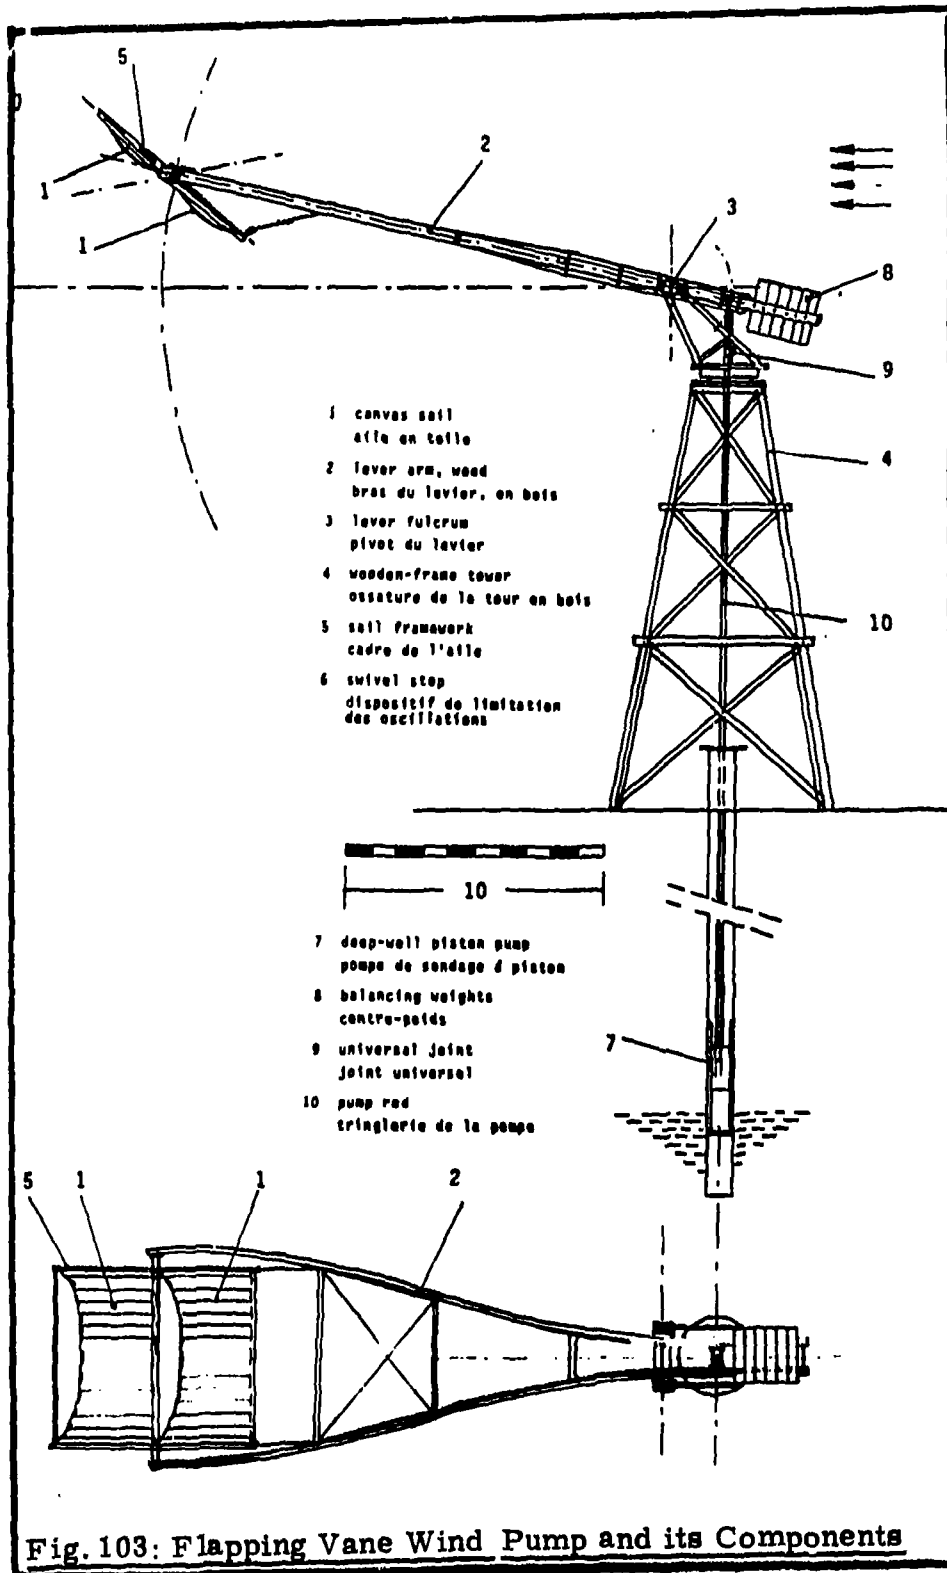 5
2
1
3
1
8
9
1 canvas sail
aile en toile
2 lever arm, wood
bras du levier, en bois
4
3 lever fulcrum
pivot du levier
4 wooden-frame tower
ossature de la tour en bois
10
5 sail framework
cadre de l'aile
6 swivel stop
dispositif de limitation
des oscillations
10
7 deep-well piston pump
pompe de sondage à piston
8 balancing weights
contre-poids
9 universal joint
joint universel
7
10 pump rod
tringlerie de la pompe
5 1 1 2
Fig. 103: Flapping Vane Wind Pump and its Components